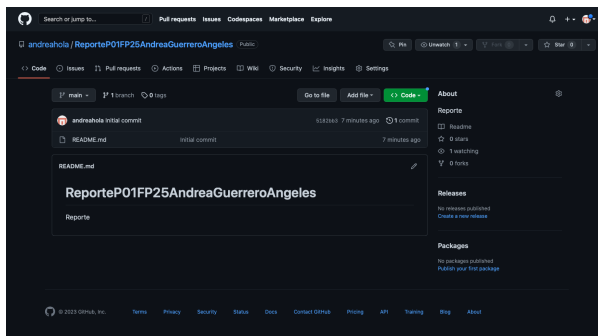 Search or jump to... / Pull requests Issues Codespaces Marketplace Explore
andreahola / ReporteP01FP25AndreaGuerreroAngeles Public
Pin Unwatch 1 Fork 0 Star 0
Code Issues Pull requests Actions Projects Wiki Security Insights Settings
main 1 branch 0 tags Go to file Add file Code
andreahola Initial commit 7 minutes ago 1 commit
README.md Initial commit 7 minutes ago
README.md
ReporteP01FP25AndreaGuerreroAngeles
Reporte
About
Reporte
Readme
0 stars
1 watching
0 forks
Releases
No releases published
Create a new release
Packages
No packages published
Publish your first package
© 2023 GitHub, Inc. Terms Privacy Security Status Docs Contact GitHub Pricing API Training Blog About